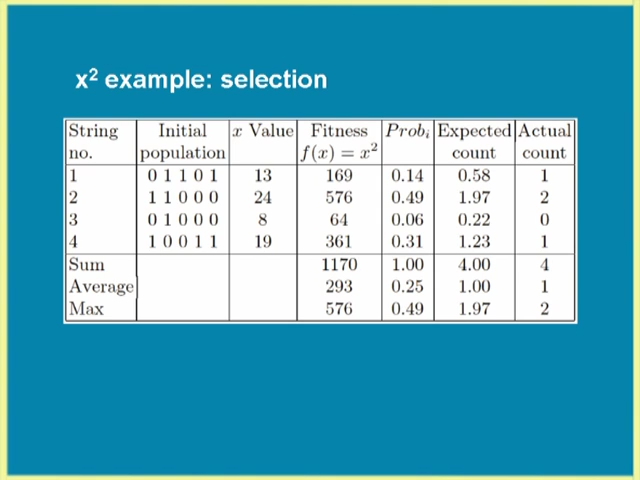 x² example: selection
String Initial x Value Fitness Prob_i Expected Actual
no. population f(x) = x² count count
1 0 1 1 0 1 13 169 0.14 0.58 1
2 1 1 0 0 0 24 576 0.49 1.97 2
3 0 1 0 0 0 8 64 0.06 0.22 0
4 1 0 0 1 1 19 361 0.31 1.23 1
Sum 1170 1.00 4.00 4
Average 293 0.25 1.00 1
Max 576 0.49 1.97 2